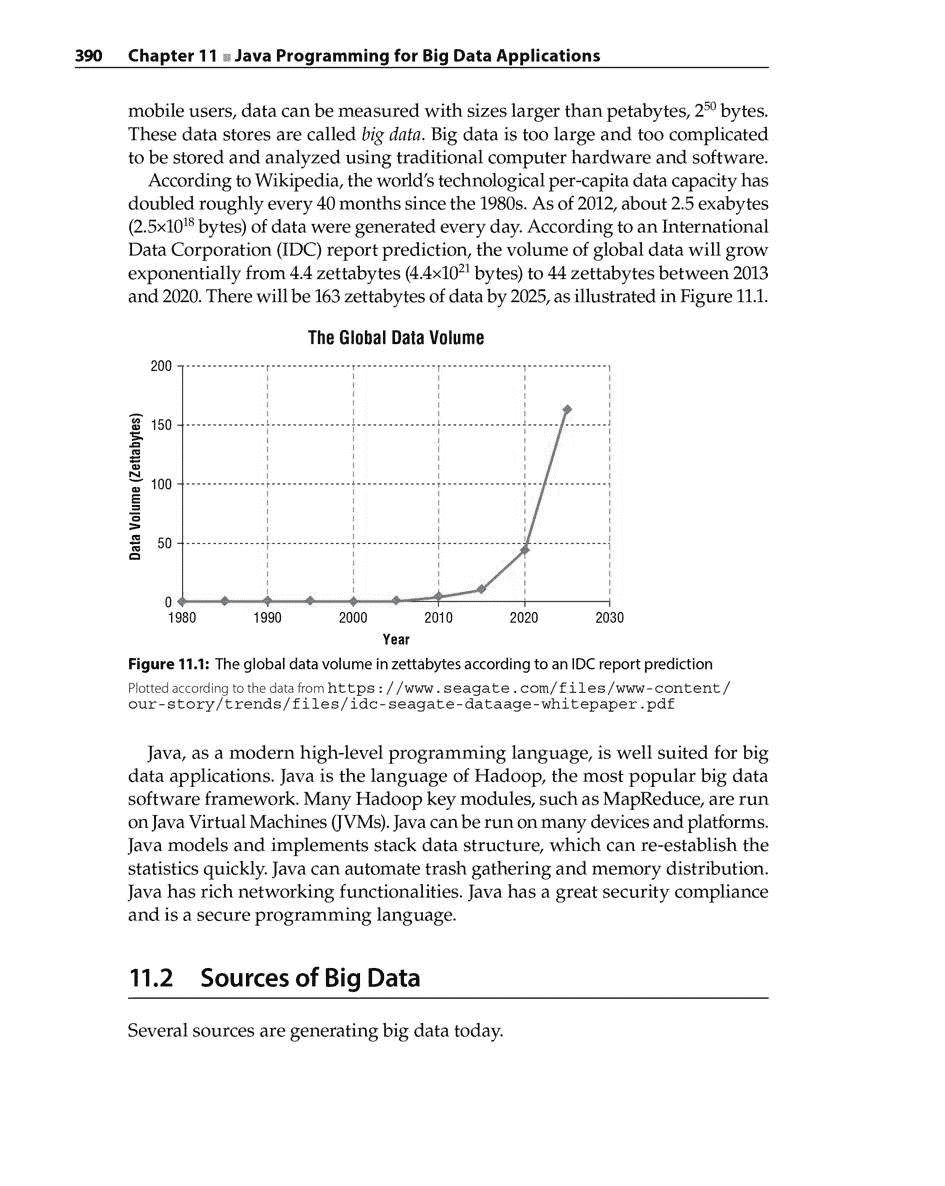 390 Chapter 11 ■ Java Programming for Big Data Applications
mobile users, data can be measured with sizes larger than petabytes, 2⁵⁰ bytes.
These data stores are called big data. Big data is too large and too complicated
to be stored and analyzed using traditional computer hardware and software.
According to Wikipedia, the world's technological per-capita data capacity has
doubled roughly every 40 months since the 1980s. As of 2012, about 2.5 exabytes
(2.5×10¹⁸ bytes) of data were generated every day. According to an International
Data Corporation (IDC) report prediction, the volume of global data will grow
exponentially from 4.4 zettabytes (4.4×10²¹ bytes) to 44 zettabytes between 2013
and 2020. There will be 163 zettabytes of data by 2025, as illustrated in Figure 11.1.
The Global Data Volume
Data Volume (Zettabytes)
200
150
100
50
0
1980 1990 2000 2010 2020 2030
Year
Figure 11.1: The global data volume in zettabytes according to an IDC report prediction
Plotted according to the data from https://www.seagate.com/files/www-content/
our-story/trends/files/idc-seagate-dataage-whitepaper.pdf
Java, as a modern high-level programming language, is well suited for big
data applications. Java is the language of Hadoop, the most popular big data
software framework. Many Hadoop key modules, such as MapReduce, are run
on Java Virtual Machines (JVMs). Java can be run on many devices and platforms.
Java models and implements stack data structure, which can re-establish the
statistics quickly. Java can automate trash gathering and memory distribution.
Java has rich networking functionalities. Java has a great security compliance
and is a secure programming language.
11.2 Sources of Big Data
Several sources are generating big data today.